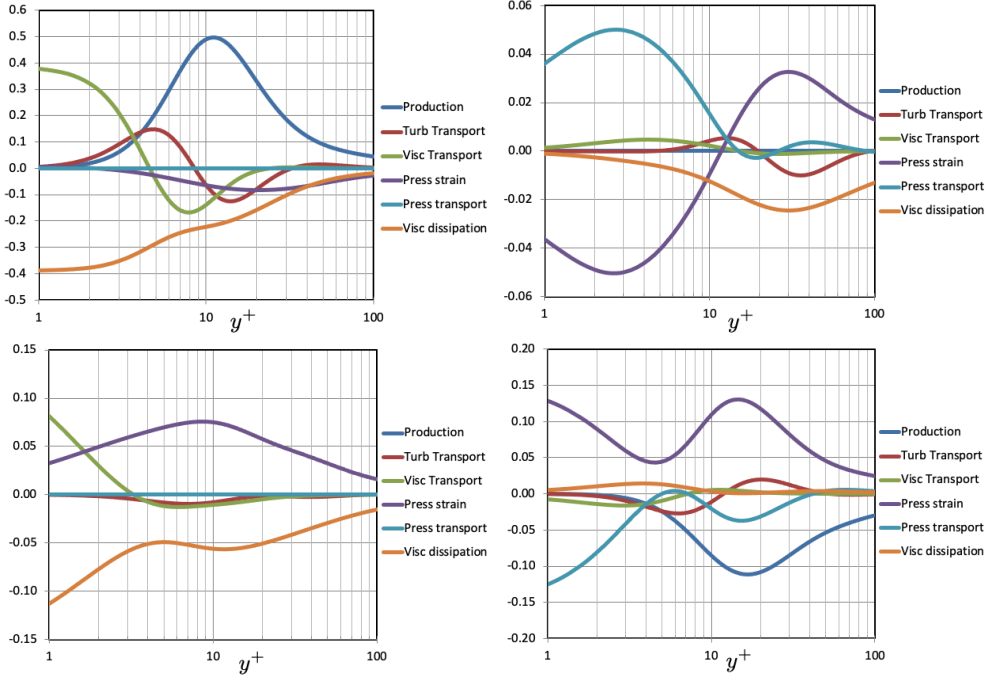 0.6
0.5
0.4
0.3
0.2
0.1
0.0
-0.1
-0.2
-0.3
-0.4
-0.5
1 10 100
y+
Production
Turb Transport
Visc Transport
Press strain
Press transport
Visc dissipation
0.06
0.04
0.02
0.00
-0.02
-0.04
-0.06
1 10 100
y+
Production
Turb Transport
Visc Transport
Press strain
Press transport
Visc dissipation
0.15
0.10
0.05
0.00
-0.05
-0.10
-0.15
1 10 100
y+
Production
Turb Transport
Visc Transport
Press strain
Press transport
Visc dissipation
0.20
0.15
0.10
0.05
0.00
-0.05
-0.10
-0.15
-0.20
1 10 100
y+
Production
Turb Transport
Visc Transport
Press strain
Press transport
Visc dissipation